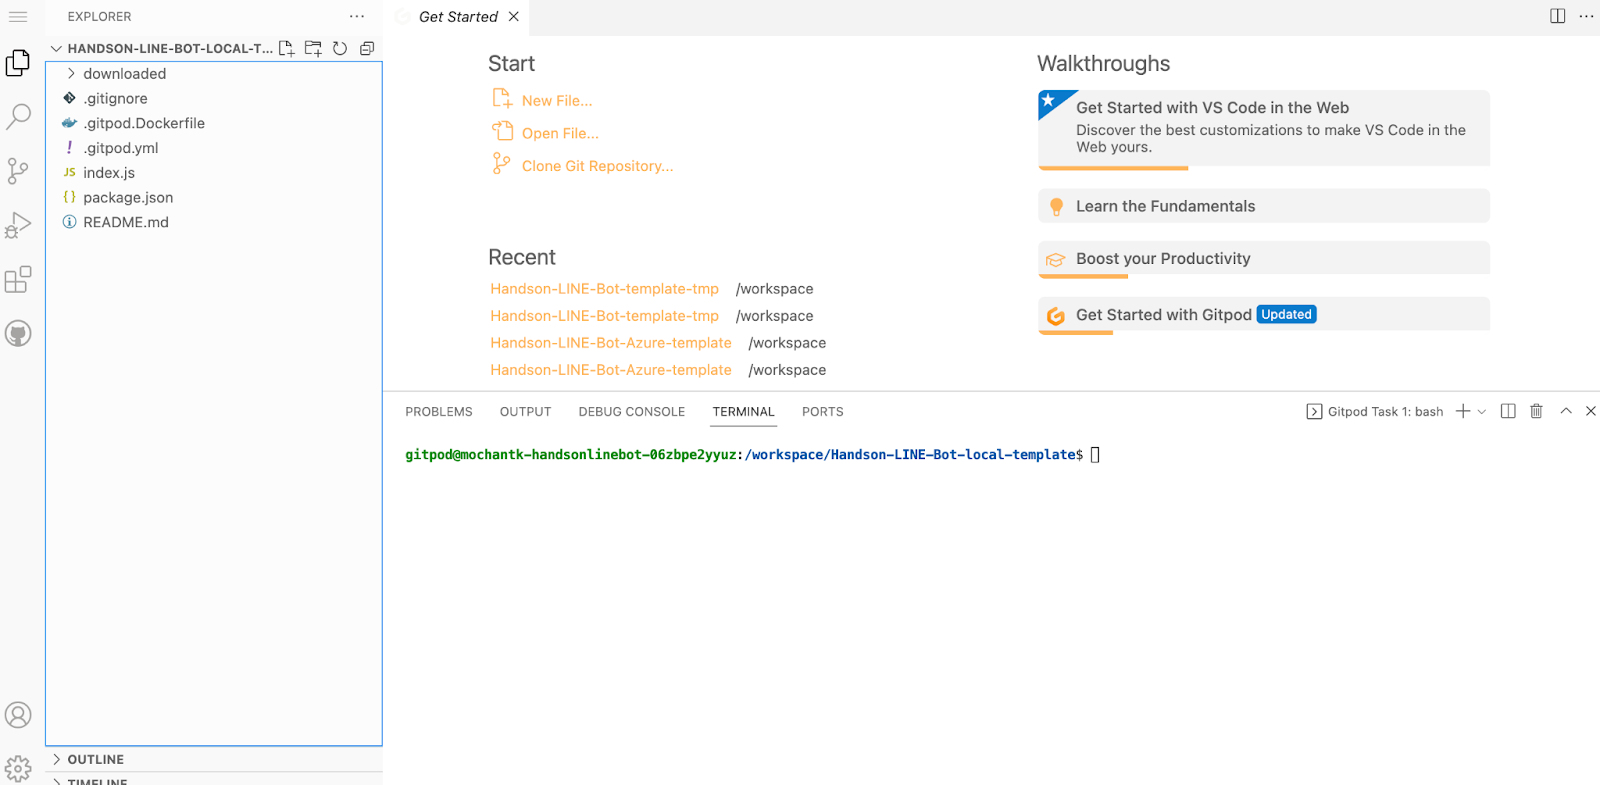 EXPLORER
HANDSON-LINE-BOT-LOCAL-T...
downloaded
.gitignore
.gitpod.Dockerfile
! .gitpod.yml
JS index.js
{} package.json
README.md
OUTLINE
TIMELINE
Get Started
Start
New File...
Open File...
Clone Git Repository...
Recent
Handson-LINE-Bot-template-tmp /workspace
Handson-LINE-Bot-template-tmp /workspace
Handson-LINE-Bot-Azure-template /workspace
Handson-LINE-Bot-Azure-template /workspace
Walkthroughs
Get Started with VS Code in the Web
Discover the best customizations to make VS Code in the
Web yours.
Learn the Fundamentals
Boost your Productivity
Get Started with Gitpod Updated
PROBLEMS OUTPUT DEBUG CONSOLE TERMINAL PORTS
Gitpod Task 1: bash
gitpod@mochantk-handsonlinebot-06zbpe2yyuz:/workspace/Handson-LINE-Bot-local-template$